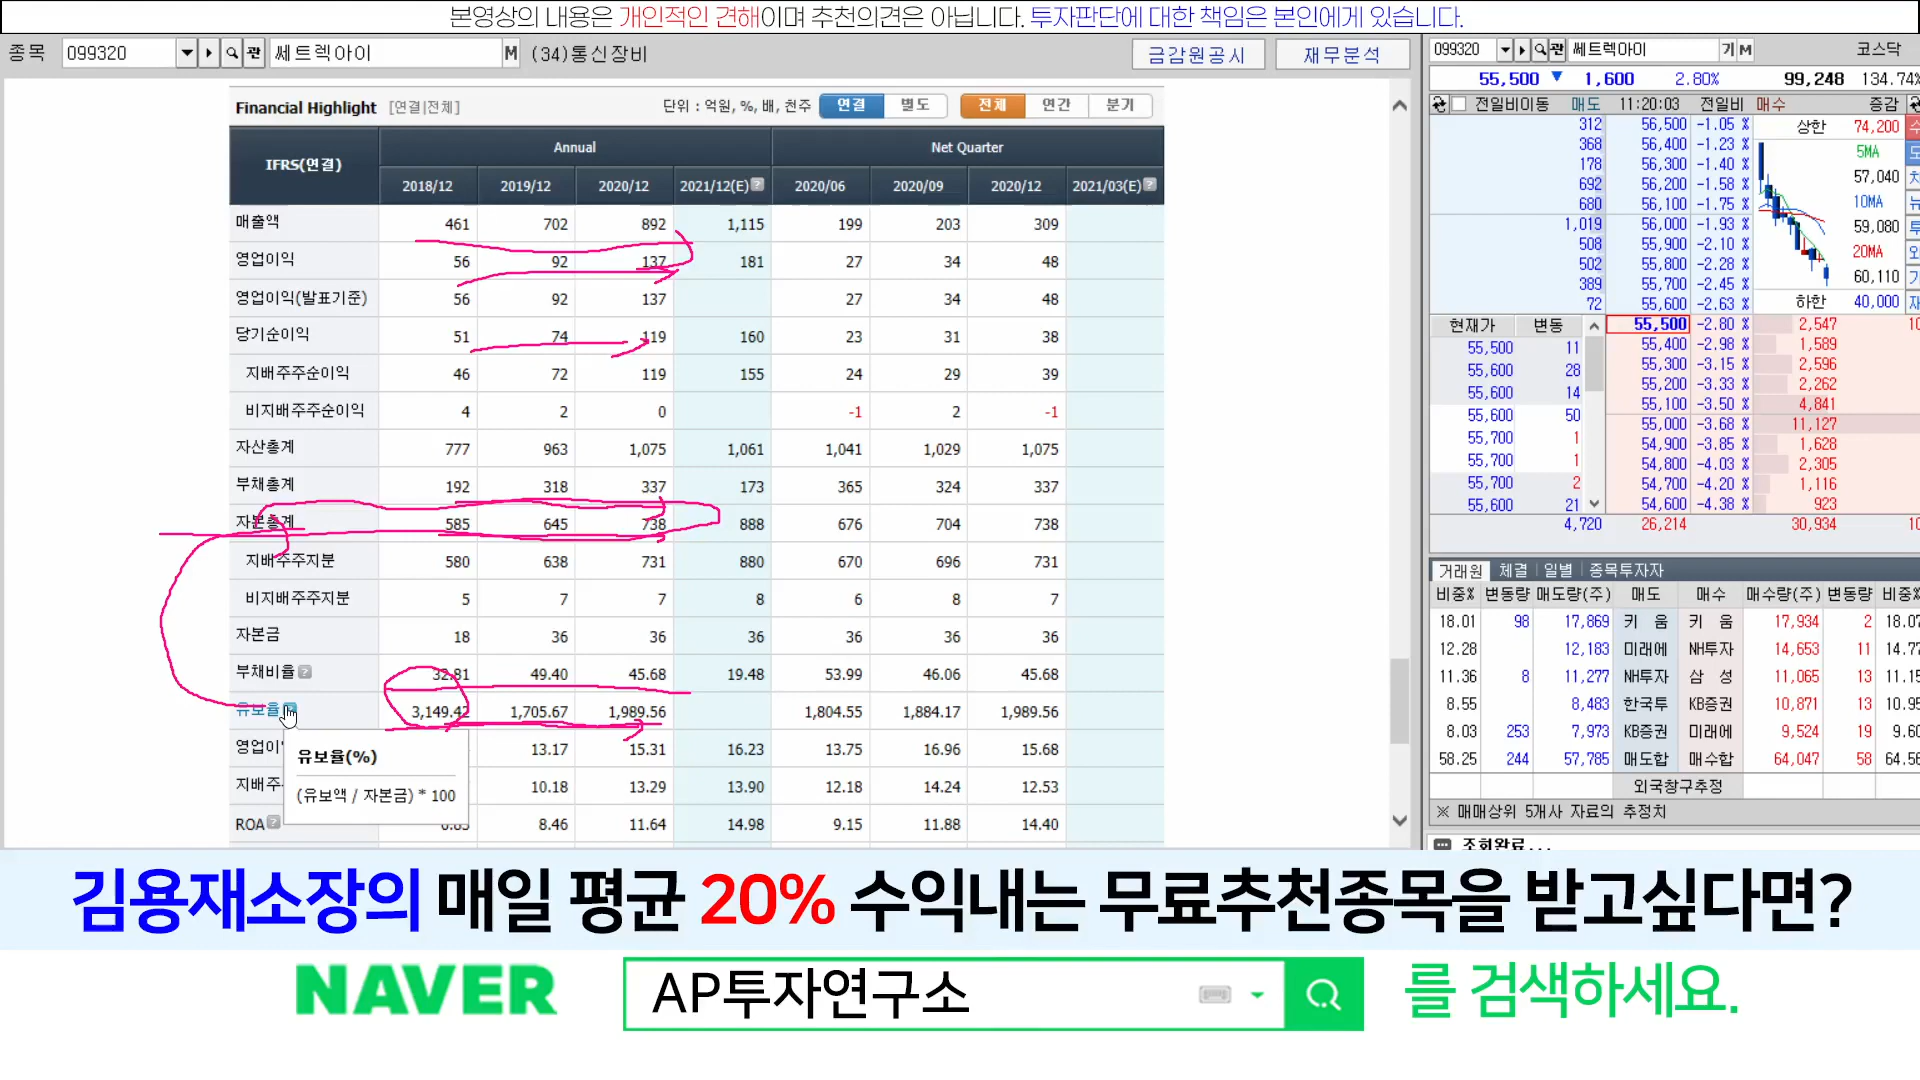 본영상의 내용은 개인적인 견해이며 추천의견은 아닙니다. 투자판단에 대한 책임은 본인에게 있습니다.
종목 099320 관 쎄트렉아이 M (34)통신장비 금감원공시 재무분석
Financial Highlight [연결|전체] 단위 : 억원, %, 배, 천주 연결 별도 전체 연간 분기
IFRS(연결) Annual Net Quarter
2018/12 2019/12 2020/12 2021/12(E) 2020/06 2020/09 2020/12 2021/03(E)
매출액 461 702 892 1,115 199 203 309
영업이익 56 92 137 181 27 34 48
영업이익(발표기준) 56 92 137 27 34 48
당기순이익 51 74 119 160 23 31 38
지배주주순이익 46 72 119 155 24 29 39
비지배주주순이익 4 2 0 -1 2 -1
자산총계 777 963 1,075 1,061 1,041 1,029 1,075
부채총계 192 318 337 173 365 324 337
자본총계 585 645 738 888 676 704 738
지배주주지분 580 638 731 880 670 696 731
비지배주주지분 5 7 7 8 6 8 7
자본금 18 36 36 36 36 36 36
부채비율 32.81 49.40 45.68 19.48 53.99 46.06 45.68
유보율 3,149.42 1,705.67 1,989.56 1,804.55 1,884.17 1,989.56
영업이 13.17 15.31 16.23 13.75 16.96 15.68
지배주 10.18 13.29 13.90 12.18 14.24 12.53
ROA 8.46 11.64 14.98 9.15 11.88 14.40
유보율(%)
(유보액 / 자본금) * 100
099320 관 쎄트렉아이 기 M 코스닥
55,500 ▼ 1,600 2.80% 99,248 134.74%
전일비이동 매도 11:20:03 전일비 매수 증감
312 56,500 -1.05 % 상한 74,200
368 56,400 -1.23 % 5MA
178 56,300 -1.40 % 57,040
692 56,200 -1.58 % 10MA
680 56,100 -1.75 %
1,019 56,000 -1.93 % 59,080
508 55,900 -2.10 % 20MA
502 55,800 -2.28 %
389 55,700 -2.45 % 60,110
72 55,600 -2.63 % 하한 40,000
현재가 변동 55,500 -2.80 % 2,547
55,500 11 55,400 -2.98 % 1,589
55,600 28 55,300 -3.15 % 2,596
55,600 14 55,200 -3.33 % 2,262
55,600 50 55,100 -3.50 % 4,841
55,700 1 55,000 -3.68 % 11,127
55,700 1 54,900 -3.85 % 1,628
55,700 2 54,800 -4.03 % 2,305
55,600 21 54,700 -4.20 % 1,116
54,600 -4.38 % 923
4,720 26,214 30,934
거래원 체결 일별 종목투자자
비중% 변동량 매도량(주) 매도 매수 매수량(주) 변동량 비중%
18.01 98 17,869 키 움 키 움 17,934 2 18.07
12.28 12,183 미래에 NH투자 14,653 11 14.77
11.36 8 11,277 NH투자 삼 성 11,065 13 11.15
8.55 8,483 한국투 KB증권 10,871 13 10.95
8.03 253 7,973 KB증권 미래에 9,524 19 9.60
58.25 244 57,785 매도합 매수합 64,047 58 64.56
외국창구추정
※ 매매상위 5개사 자료의 추정치
조회완료...
김용재소장의 매일 평균 20% 수익내는 무료추천종목을 받고싶다면?
NAVER AP투자연구소 를 검색하세요.